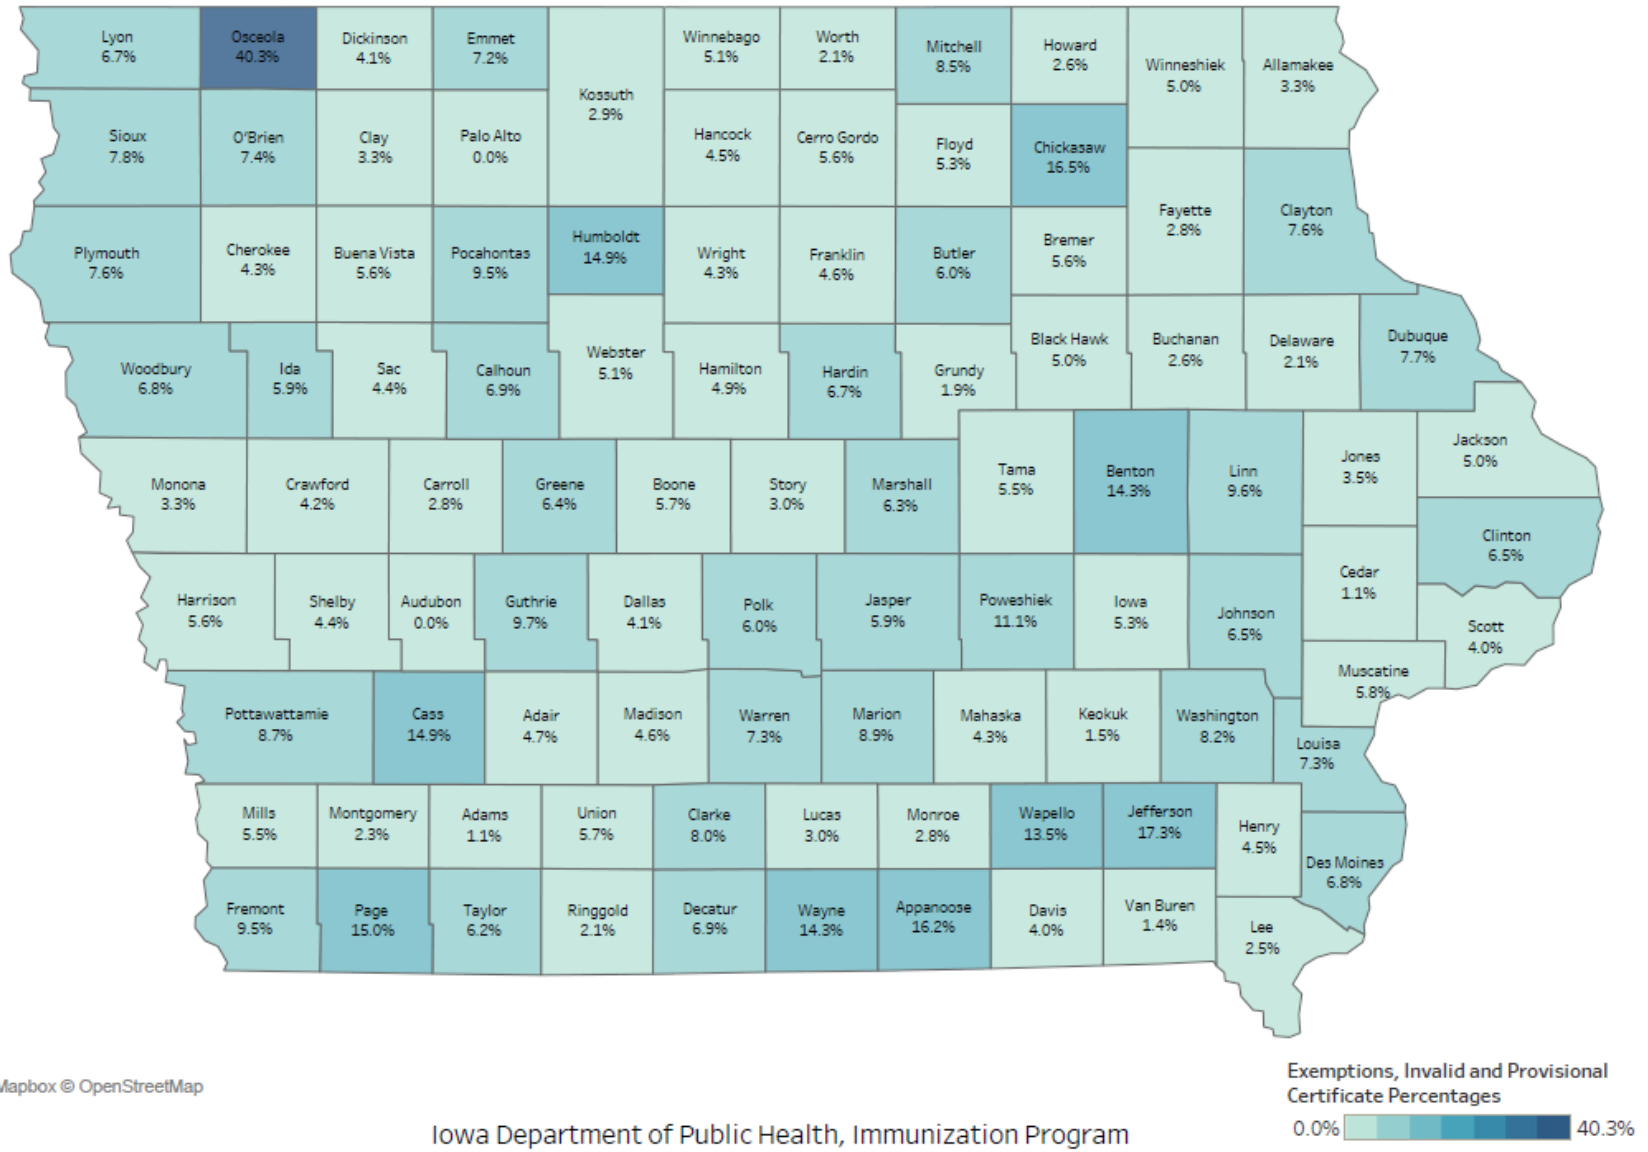 Lyon
6.7%
Osceola
40.3%
Dickinson
4.1%
Emmet
7.2%
Kossuth
2.9%
Winnebago
5.1%
Worth
2.1%
Mitchell
8.5%
Howard
2.6%
Winneshiek
5.0%
Allamakee
3.3%
Sioux
7.8%
O'Brien
7.4%
Clay
3.3%
Palo Alto
0.0%
Hancock
4.5%
Cerro Gordo
5.6%
Floyd
5.3%
Chickasaw
16.5%
Fayette
2.8%
Clayton
7.6%
Plymouth
7.6%
Cherokee
4.3%
Buena Vista
5.6%
Pocahontas
9.5%
Humboldt
14.9%
Wright
4.3%
Franklin
4.6%
Butler
6.0%
Bremer
5.6%
Woodbury
6.8%
Ida
5.9%
Sac
4.4%
Calhoun
6.9%
Webster
5.1%
Hamilton
4.9%
Hardin
6.7%
Grundy
1.9%
Black Hawk
5.0%
Buchanan
2.6%
Delaware
2.1%
Dubuque
7.7%
Monona
3.3%
Crawford
4.2%
Carroll
2.8%
Greene
6.4%
Boone
5.7%
Story
3.0%
Marshall
6.3%
Tama
5.5%
Benton
14.3%
Linn
9.6%
Jones
3.5%
Jackson
5.0%
Clinton
6.5%
Harrison
5.6%
Shelby
4.4%
Audubon
0.0%
Guthrie
9.7%
Dallas
4.1%
Polk
6.0%
Jasper
5.9%
Poweshiek
11.1%
Iowa
5.3%
Johnson
6.5%
Cedar
1.1%
Scott
4.0%
Muscatine
5.8%
Pottawattamie
8.7%
Cass
14.9%
Adair
4.7%
Madison
4.6%
Warren
7.3%
Marion
8.9%
Mahaska
4.3%
Keokuk
1.5%
Washington
8.2%
Louisa
7.3%
Mills
5.5%
Montgomery
2.3%
Adams
1.1%
Union
5.7%
Clarke
8.0%
Lucas
3.0%
Monroe
2.8%
Wapello
13.5%
Jefferson
17.3%
Henry
4.5%
Des Moines
6.8%
Fremont
9.5%
Page
15.0%
Taylor
6.2%
Ringgold
2.1%
Decatur
6.9%
Wayne
14.3%
Appanoose
16.2%
Davis
4.0%
Van Buren
1.4%
Lee
2.5%
Mapbox © OpenStreetMap
Exemptions, Invalid and Provisional
Certificate Percentages
0.0% 40.3%
Iowa Department of Public Health, Immunization Program